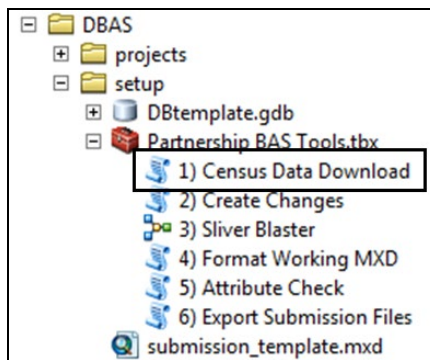 DBAS
projects
setup
DBtemplate.gdb
Partnership BAS Tools.tbx
1) Census Data Download
2) Create Changes
3) Sliver Blaster
4) Format Working MXD
5) Attribute Check
6) Export Submission Files
submission_template.mxd